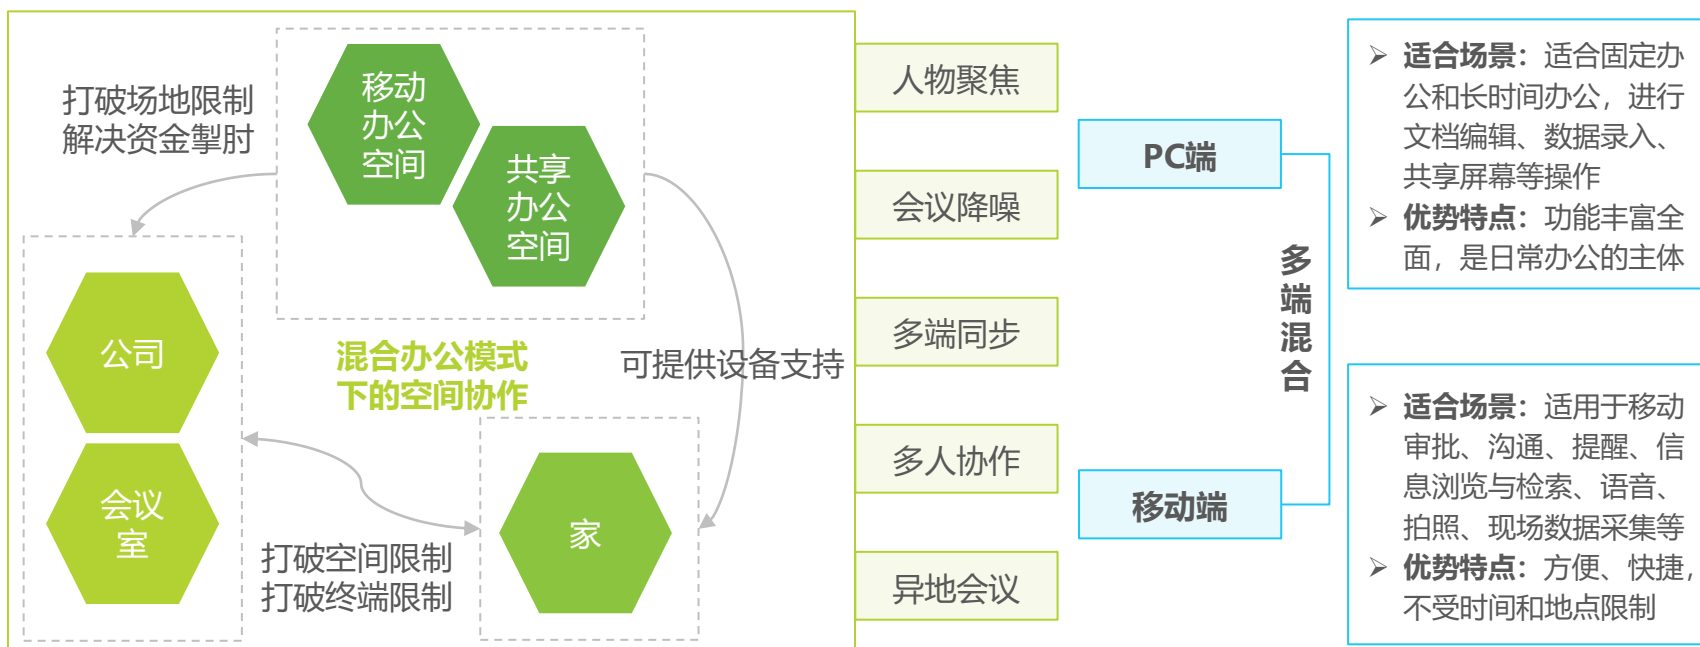 打破场地限制
解决资金掣肘
移动
办公
空间
共享
办公
空间
公司
会议
室
混合办公模式
下的空间协作
可提供设备支持
家
打破空间限制
打破终端限制
人物聚焦
会议降噪
多端同步
多人协作
异地会议
PC端
移动端
多
端
混
合
➢ 适合场景：适合固定办
公和长时间办公，进行
文档编辑、数据录入、
共享屏幕等操作
➢ 优势特点：功能丰富全
面，是日常办公的主体
➢ 适合场景：适用于移动
审批、沟通、提醒、信
息浏览与检索、语音、
拍照、现场数据采集等
➢ 优势特点：方便、快捷，
不受时间和地点限制